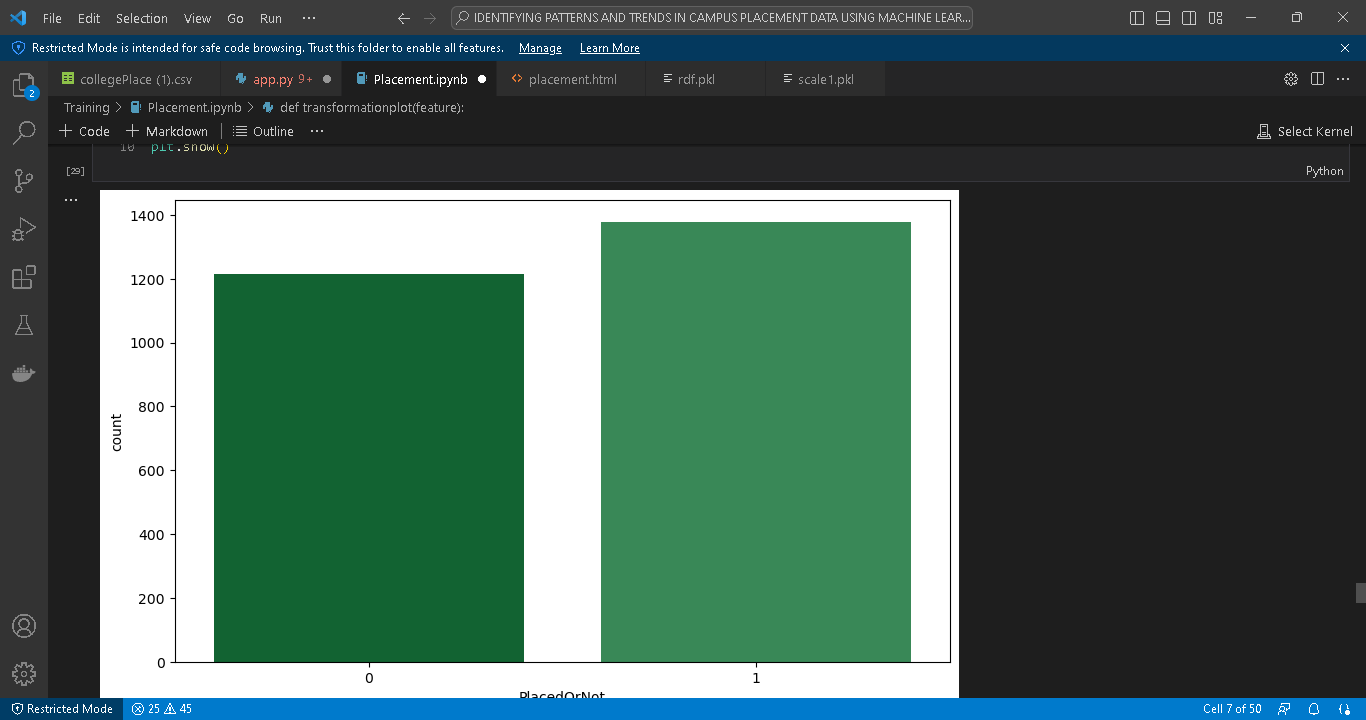 File Edit Selection View Go Run ···
IDENTIFYING PATTERNS AND TRENDS IN CAMPUS PLACEMENT DATA USING MACHINE LEAR...
Restricted Mode is intended for safe code browsing. Trust this folder to enable all features. Manage Learn More
collegePlace (1).csv
app.py 9+
Placement.ipynb
placement.html
rdf.pkl
scale1.pkl
Training > Placement.ipynb > def transformationplot(feature):
+ Code + Markdown Outline ···
Select Kernel
10 plt.show()
[29]
Python
2
1400
1200
1000
800
600
400
200
0
count
0 1
PlacedOrNot
Restricted Mode 25 45
Cell 7 of 50